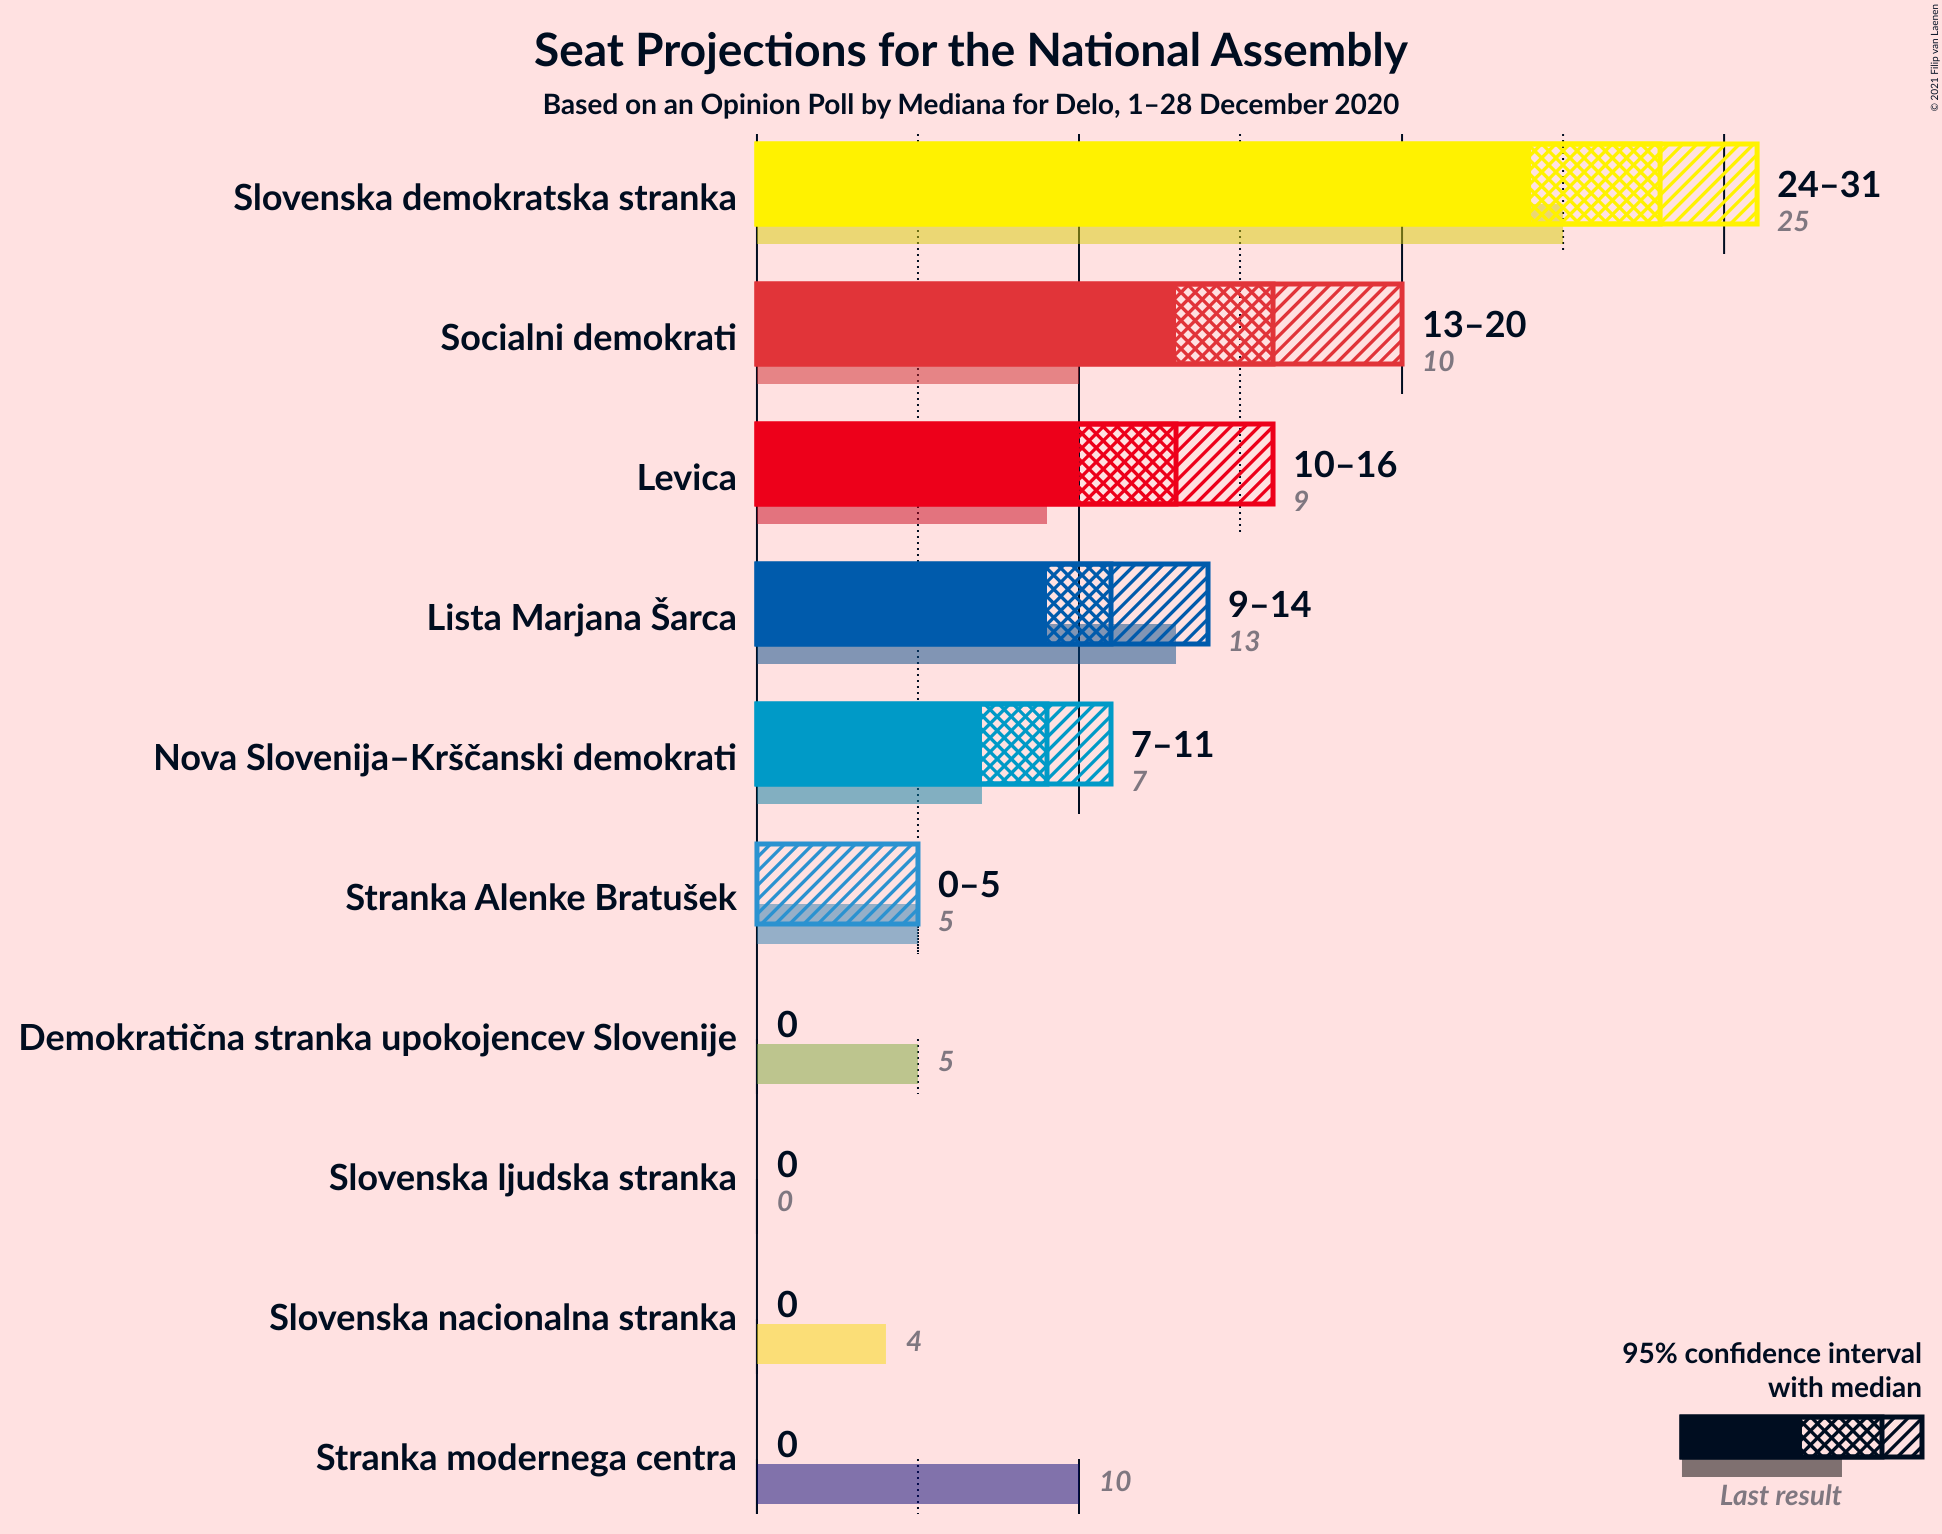 Seat Projections for the National Assembly
Based on an Opinion Poll by Mediana for Delo, 1–28 December 2020
© 2021 Filip van Laenen
Slovenska demokratska stranka
24–31
25
Socialni demokrati
13–20
10
Levica
10–16
9
Lista Marjana Šarca
9–14
13
Nova Slovenija–Krščanski demokrati
7–11
7
Stranka Alenke Bratušek
0–5
5
Demokratična stranka upokojencev Slovenije
0
5
Slovenska ljudska stranka
0
0
Slovenska nacionalna stranka
0
4
Stranka modernega centra
0
10
95% confidence interval
with median
Last result